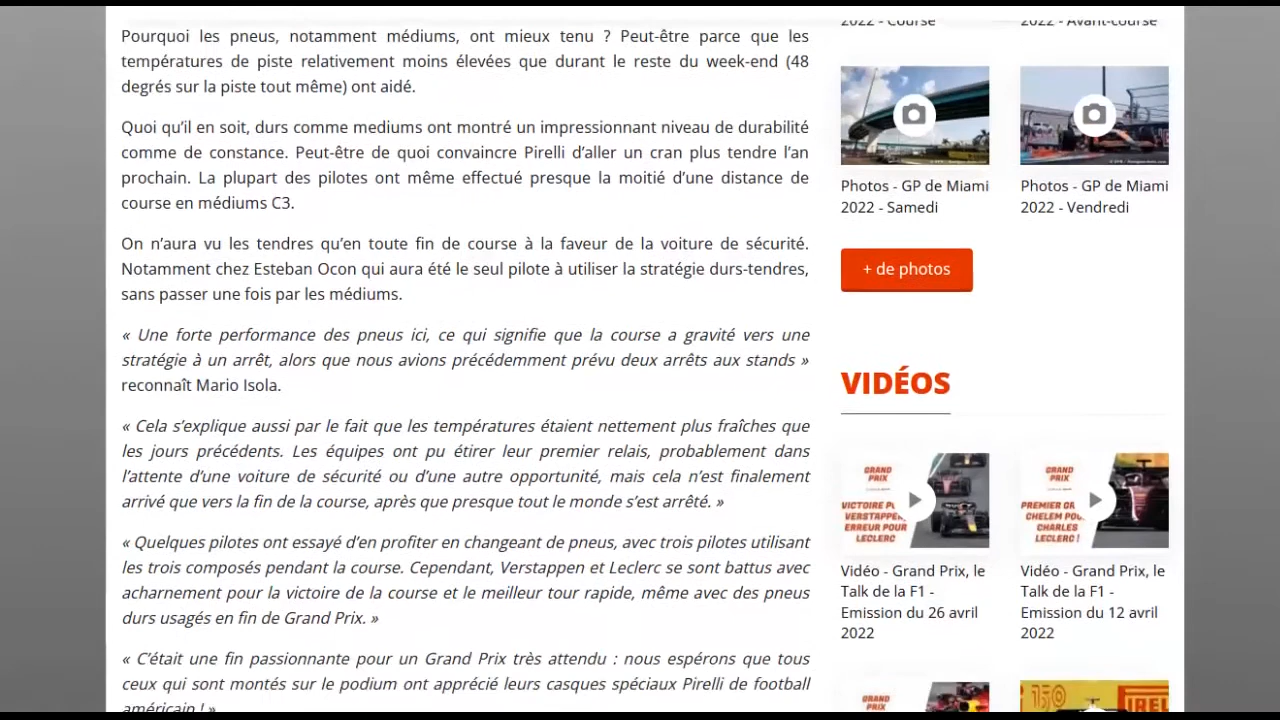 Pourquoi les pneus, notamment médiums, ont mieux tenu ? Peut-être parce que les
températures de piste relativement moins élevées que durant le reste du week-end (48
degrés sur la piste tout même) ont aidé.
Quoi qu’il en soit, durs comme mediums ont montré un impressionnant niveau de durabilité
comme de constance. Peut-être de quoi convaincre Pirelli d’aller un cran plus tendre l’an
prochain. La plupart des pilotes ont même effectué presque la moitié d’une distance de
course en médiums C3.
On n’aura vu les tendres qu’en toute fin de course à la faveur de la voiture de sécurité.
Notamment chez Esteban Ocon qui aura été le seul pilote à utiliser la stratégie durs-tendres,
sans passer une fois par les médiums.
« Une forte performance des pneus ici, ce qui signifie que la course a gravité vers une
stratégie à un arrêt, alors que nous avions précédemment prévu deux arrêts aux stands »
reconnaît Mario Isola.
« Cela s’explique aussi par le fait que les températures étaient nettement plus fraîches que
les jours précédents. Les équipes ont pu étirer leur premier relais, probablement dans
l’attente d’une voiture de sécurité ou d’une autre opportunité, mais cela n’est finalement
arrivé que vers la fin de la course, après que presque tout le monde s’est arrêté. »
« Quelques pilotes ont essayé d’en profiter en changeant de pneus, avec trois pilotes utilisant
les trois composés pendant la course. Cependant, Verstappen et Leclerc se sont battus avec
acharnement pour la victoire de la course et le meilleur tour rapide, même avec des pneus
durs usagés en fin de Grand Prix. »
« C’était une fin passionnante pour un Grand Prix très attendu : nous espérons que tous
ceux qui sont montés sur le podium ont apprécié leurs casques spéciaux Pirelli de football
américain ! »
2022 - Course
2022 - Avant-course
Photos - GP de Miami
2022 - Samedi
Photos - GP de Miami
2022 - Vendredi
+ de photos
VIDÉOS
GRAND
PRIX
VICTOIRE
VERSTAPPEN
ERREUR POUR
LECLERC
GRAND
PRIX
PREMIER
CHELEM
CHARLES
LECLERC !
Vidéo - Grand Prix, le
Talk de la F1 -
Emission du 26 avril
2022
Vidéo - Grand Prix, le
Talk de la F1 -
Emission du 12 avril
2022
GRAND
150